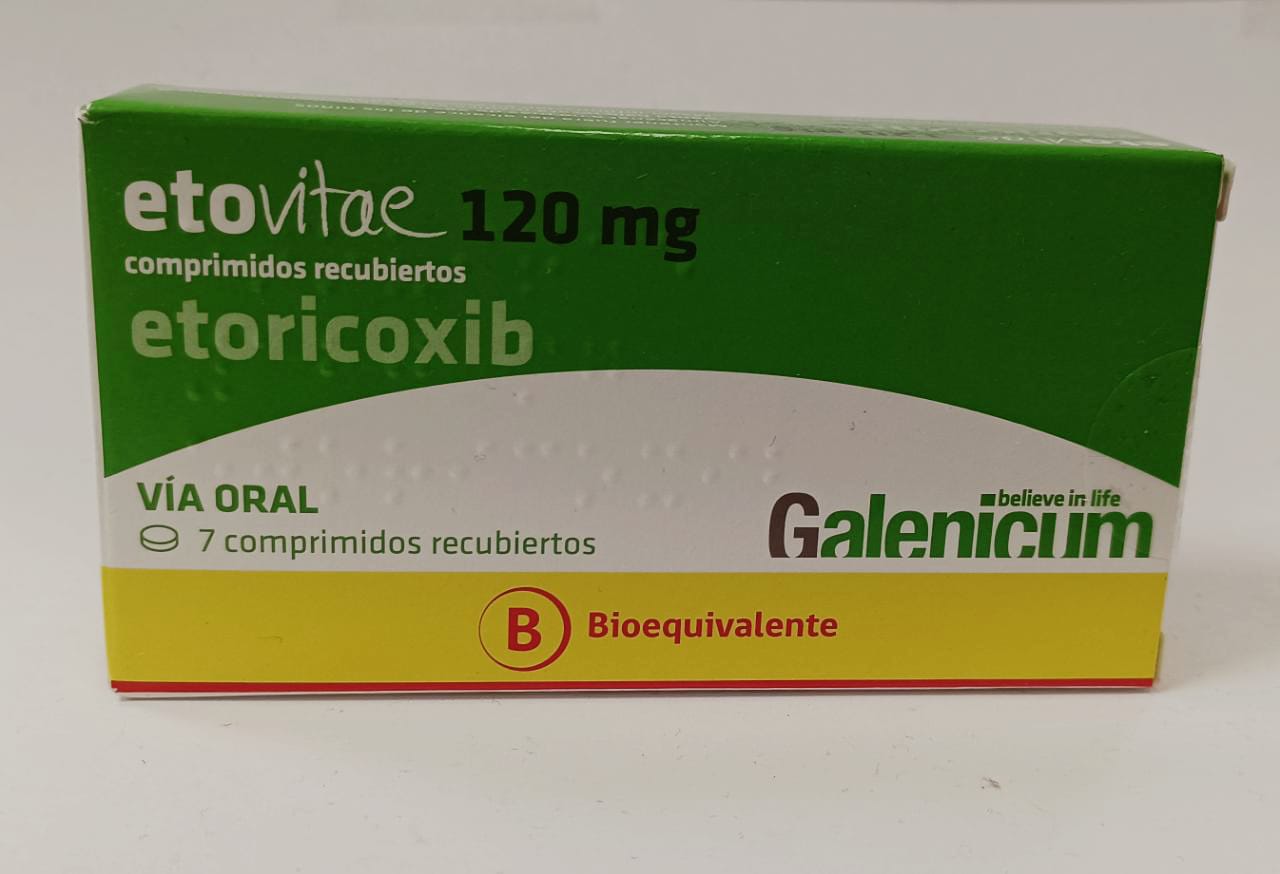 etovitae 120 mg
comprimidos recubiertos
etoricoxib
VÍA ORAL
7 comprimidos recubiertos
believe in life
Galenicum
B Bioequivalente